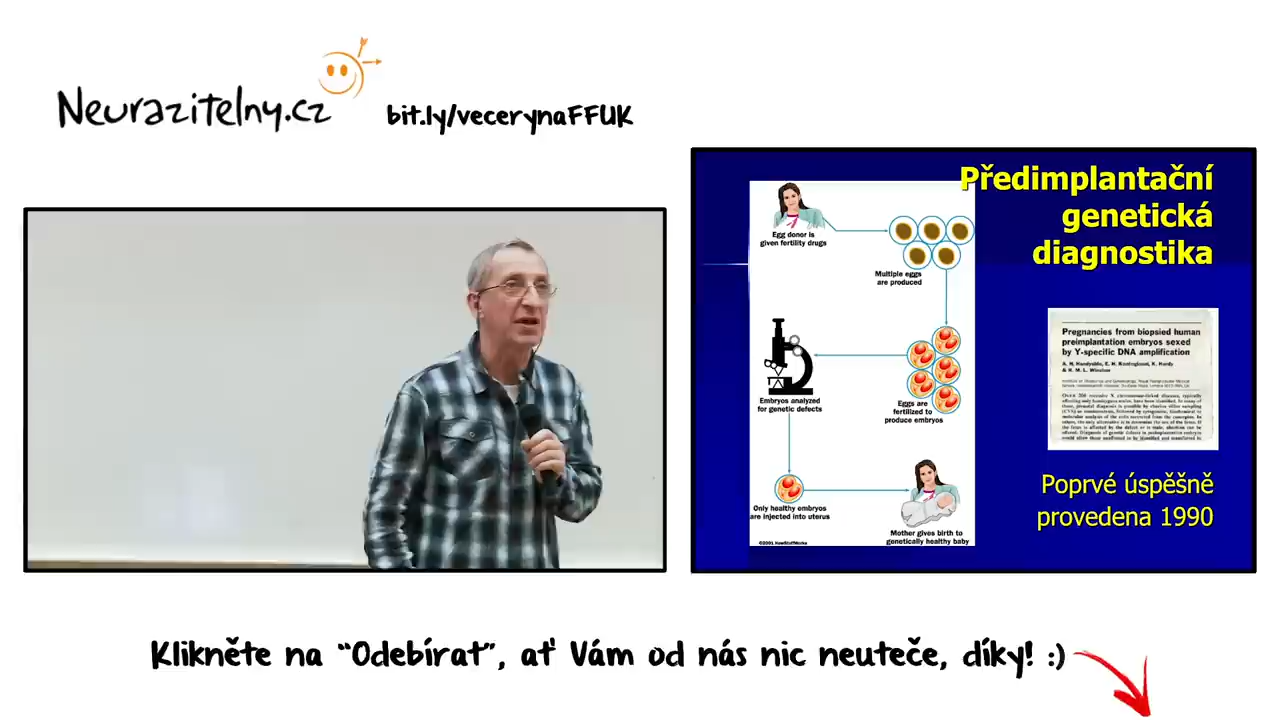 Neurazitelny.cz
bit.ly/vecerynaFFUK
Předimplantační
genetická
diagnostika
Egg donor is
given fertility drugs
Multiple eggs
are produced
Embryos analyzed
for genetic defects
Eggs are
fertilized to
produce embryos
Only healthy embryos
are injected into uterus
Mother gives birth to
genetically healthy baby
©2001 HowStuffWorks
Pregnancies from biopsied human
preimplantation embryos sexed
by Y-specific DNA amplification
& R. M. L. Winston
Poprvé úspěšně
provedena 1990
Klikněte na “Odebírat”, ať Vám od nás nic neuteče, díky! :)